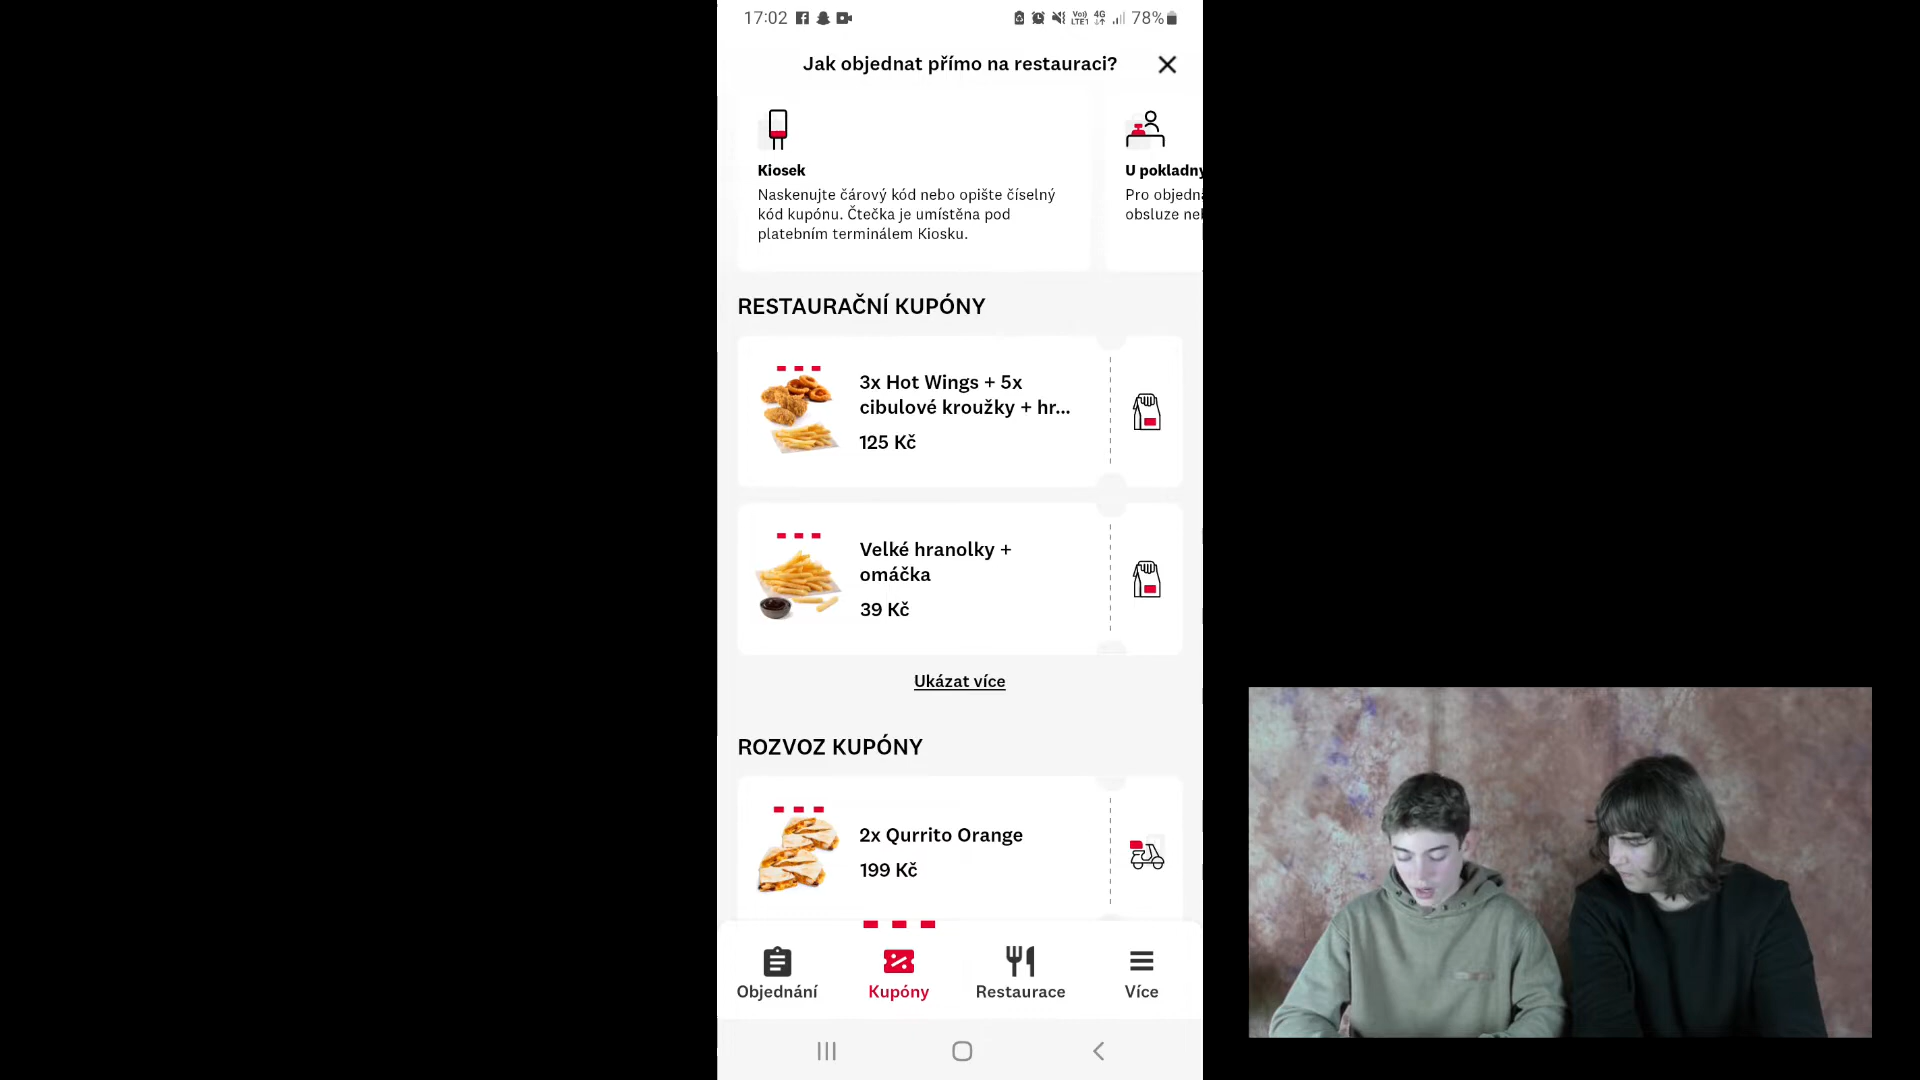 17:02
Vo)) LTE1 4G 78%
Jak objednat přímo na restauraci?
Kiosek
Naskenujte čárový kód nebo opište číselný
kód kupónu. Čtečka je umístěna pod
platebním terminálem Kiosku.
U pokladny
Pro objedn
obsluze ne
RESTAURAČNÍ KUPÓNY
3x Hot Wings + 5x
cibulové kroužky + hr...
125 Kč
Velké hranolky +
omáčka
39 Kč
Ukázat více
ROZVOZ KUPÓNY
2x Qurrito Orange
199 Kč
Objednání
Kupóny
Restaurace
Více